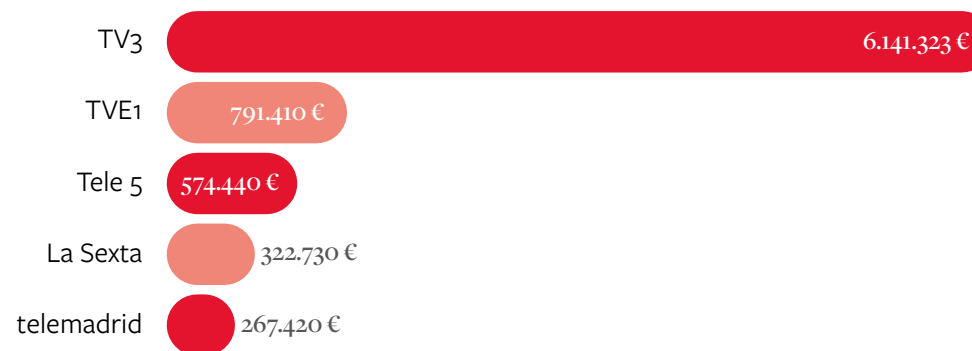 TV3 6.141.323 €
TVE1 791.410 €
Tele 5 574.440 €
La Sexta 322.730 €
telemadrid 267.420 €